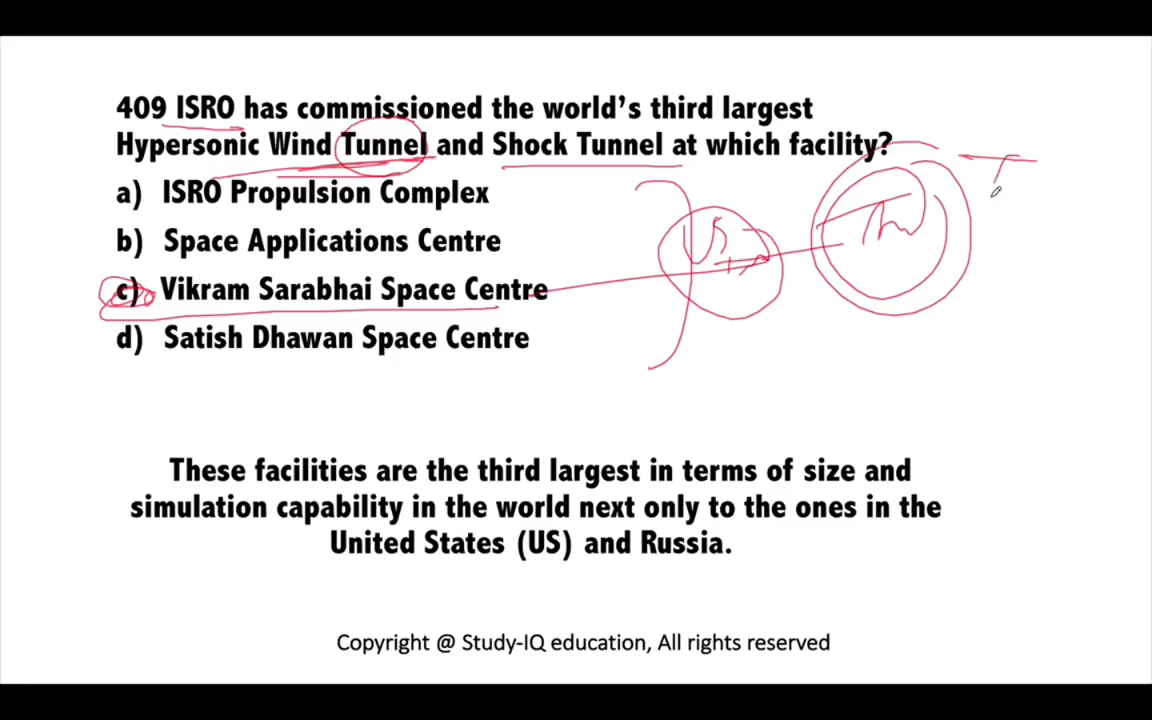 409 ISRO has commissioned the world's third largest
Hypersonic Wind Tunnel and Shock Tunnel at which facility?
a) ISRO Propulsion Complex
b) Space Applications Centre
c) Vikram Sarabhai Space Centre
d) Satish Dhawan Space Centre
These facilities are the third largest in terms of size and
simulation capability in the world next only to the ones in the
United States (US) and Russia.
Copyright @ Study-IQ education, All rights reserved